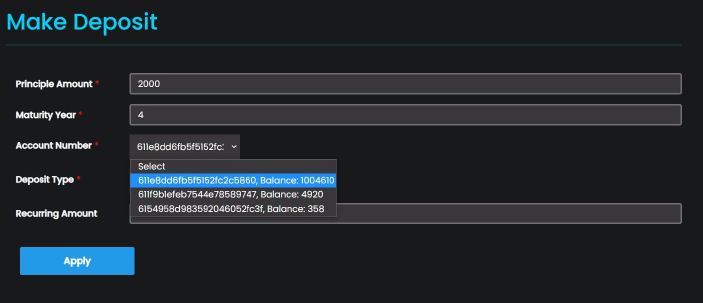 Make Deposit
Principle Amount *
2000
Maturity Year *
4
Account Number *
611e8dd6fb5f5152fc:
Select
611e8dd6fb5f5152fc2c5860, Balance: 1004610
611f9b1efeb7544e78589747, Balance: 4920
6154958d983592046052fc3f, Balance: 358
Deposit Type *
Recurring Amount
Apply